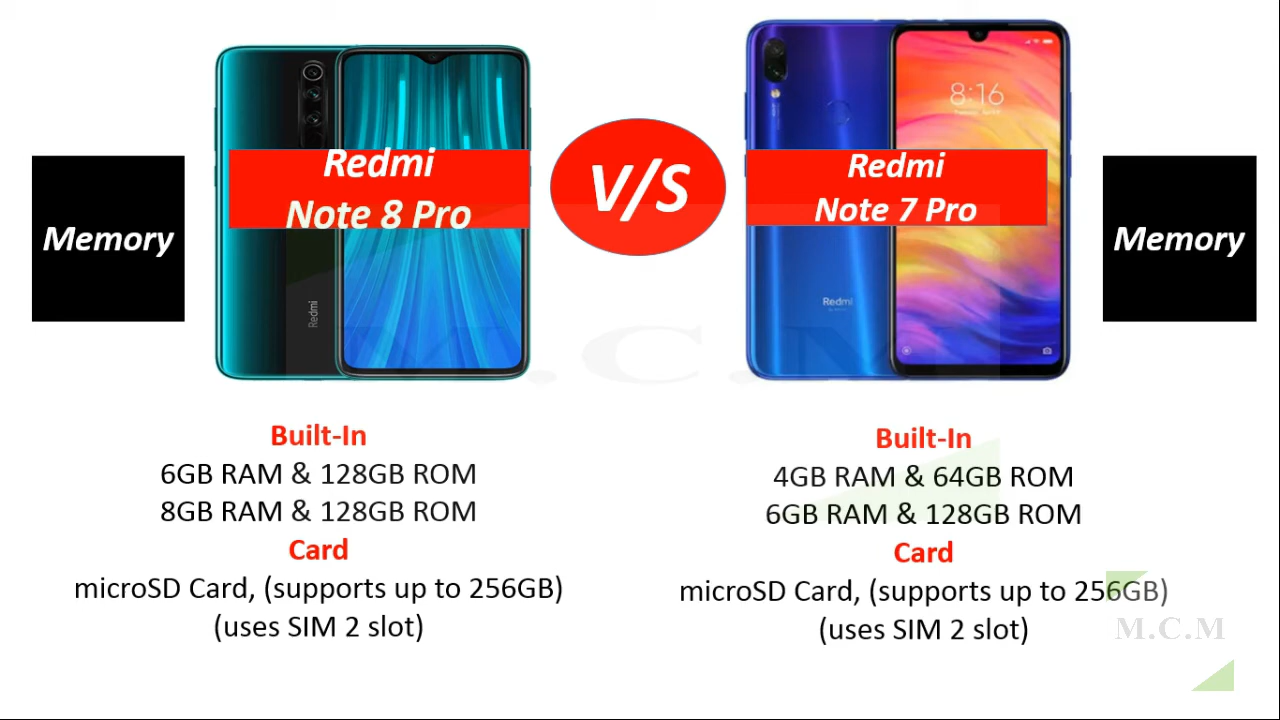 Redmi
Note 8 Pro
V/S
Redmi
Note 7 Pro
8:16
Memory
Memory
Redmi
Redmi
M.C.M
Built-In
6GB RAM & 128GB ROM
8GB RAM & 128GB ROM
Card
microSD Card, (supports up to 256GB)
(uses SIM 2 slot)
Built-In
4GB RAM & 64GB ROM
6GB RAM & 128GB ROM
Card
microSD Card, (supports up to 256GB)
(uses SIM 2 slot)
M.C.M